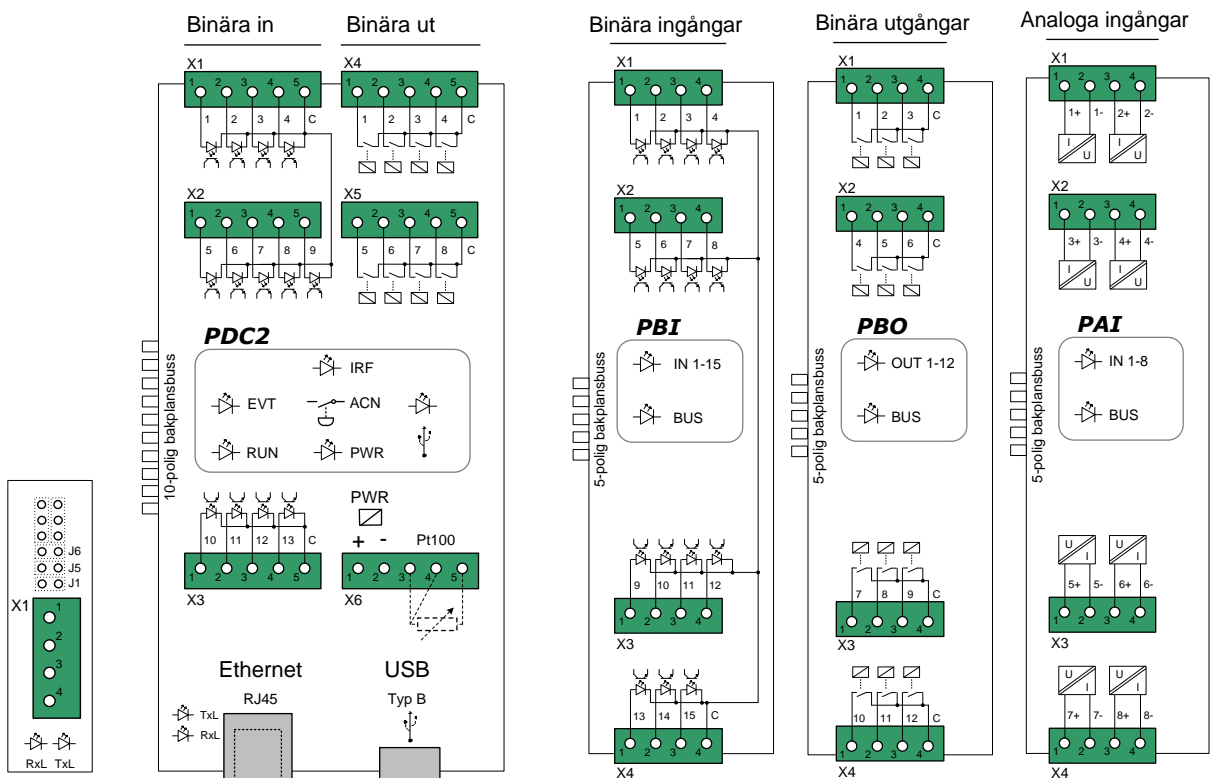 Binära in Binära ut Binära ingångar Binära utgångar Analoga ingångar
X1 X4 X1 X1 X1
1 2 3 4 5 1 2 3 4 5 1 2 3 4 1 2 3 4 1 2 3 4
1 2 3 4 C 1 2 3 4 C 1 2 3 4 1 2 3 C 1+ 1- 2+ 2-
I U I U
X2 X5 X2 X2 X2
1 2 3 4 5 1 2 3 4 5 1 2 3 4 1 2 3 4 1 2 3 4
5 6 7 8 9 5 6 7 8 C 5 6 7 8 4 5 6 C 3+ 3- 4+ 4-
I U I U
PDC2 PBI PBO PAI
IRF IN 1-15 OUT 1-12 IN 1-8
EVT ACN BUS BUS BUS
RUN PWR
10-polig bakplansbuss
5-polig bakplansbuss
5-polig bakplansbuss
5-polig bakplansbuss
PWR
10 11 12 13 C + - Pt100
1 2 3 4 5 1 2 3 4 5
X3 X6
U I U I
9 10 11 12 7 8 9 C 5+ 5- 6+ 6-
1 2 3 4 1 2 3 4 1 2 3 4
X3 X3 X3
J6
J5
J1
X1
1
2
3
4
RxL TxL
Ethernet USB
RJ45 Typ B
TxL
RxL
U I U I
13 14 15 C 10 11 12 C 7+ 7- 8+ 8-
1 2 3 4 1 2 3 4 1 2 3 4
X4 X4 X4